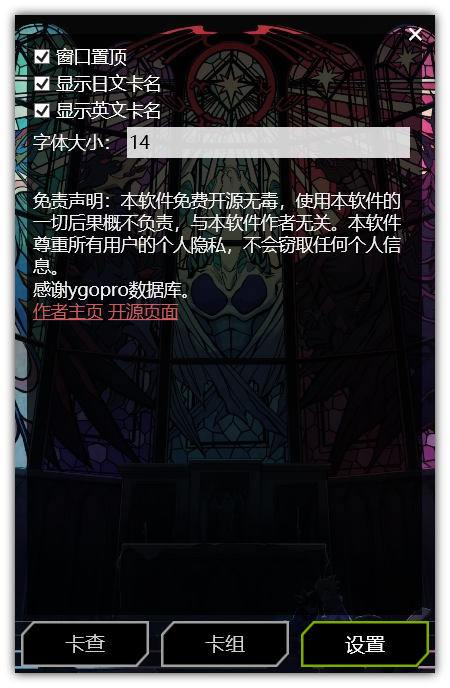 窗口置顶
显示日文卡名
显示英文卡名
字体大小： 14
免责声明：本软件免费开源无毒，使用本软件的
一切后果概不负责，与本软件作者无关。本软件
尊重所有用户的个人隐私，不会窃取任何个人信
息。
感谢ygopro数据库。
作者主页 开源页面
卡查 卡组 设置